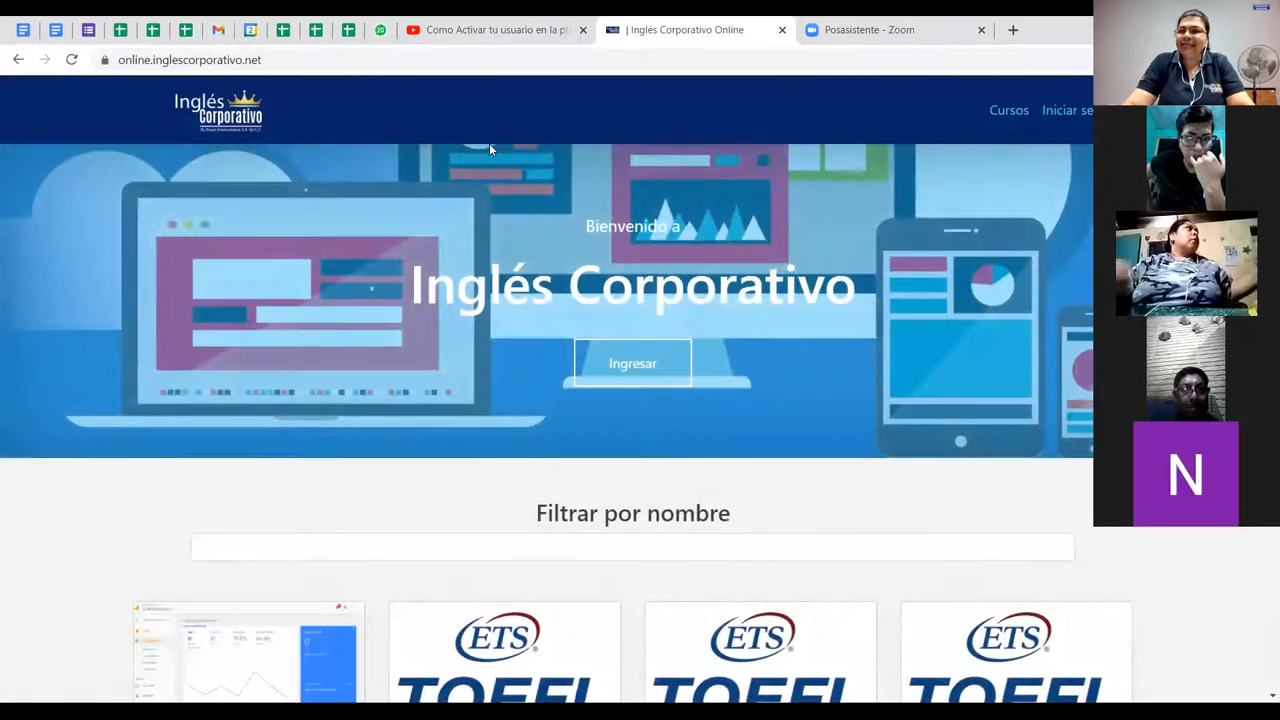 Como Activar tu usuario en la pl
| Inglés Corporativo Online
Posasistente - Zoom
online.inglescorporativo.net
Inglés
Corporativo
Cursos
Iniciar se
Bienvenido a
Inglés Corporativo
Ingresar
N
Filtrar por nombre
ETS
TOEFL
ETS
TOEFL
ETS
TOEFL